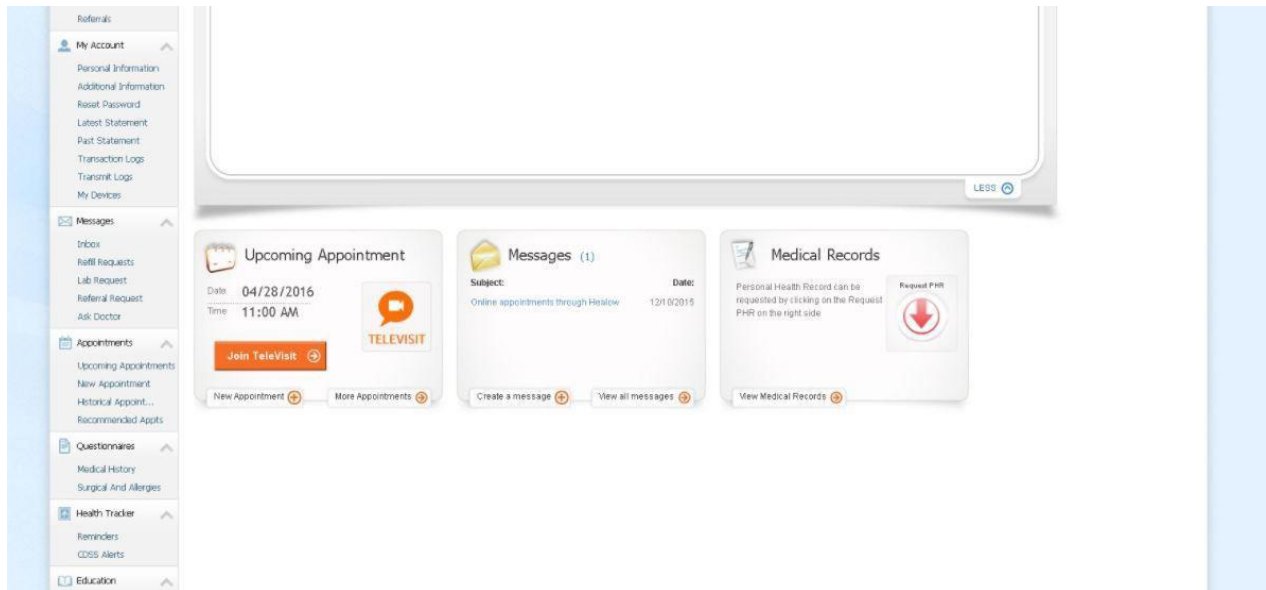 Referrals
My Account
Personal Information
Additional Information
Reset Password
Latest Statement
Past Statement
Transaction Logs
Transmit Logs
My Devices
Messages
Inbox
Refill Requests
Lab Request
Referral Request
Ask Doctor
Appointments
Upcoming Appointments
New Appointment
Historical Appoint...
Recommended Appts
Questionnaires
Medical History
Surgical And Allergies
Health Tracker
Reminders
CDSS Alerts
Education
LESS
Upcoming Appointment
Date: 04/28/2016
Time 11:00 AM
TELEVISIT
Join TeleVisit
New Appointment
More Appointments
Messages (1)
Subject: Date:
Online appointments through Healow 12/10/2015
Create a message
View all messages
Medical Records
Personal Health Record can be
requested by clicking on the Request
PHR on the right side
Request PHR
View Medical Records